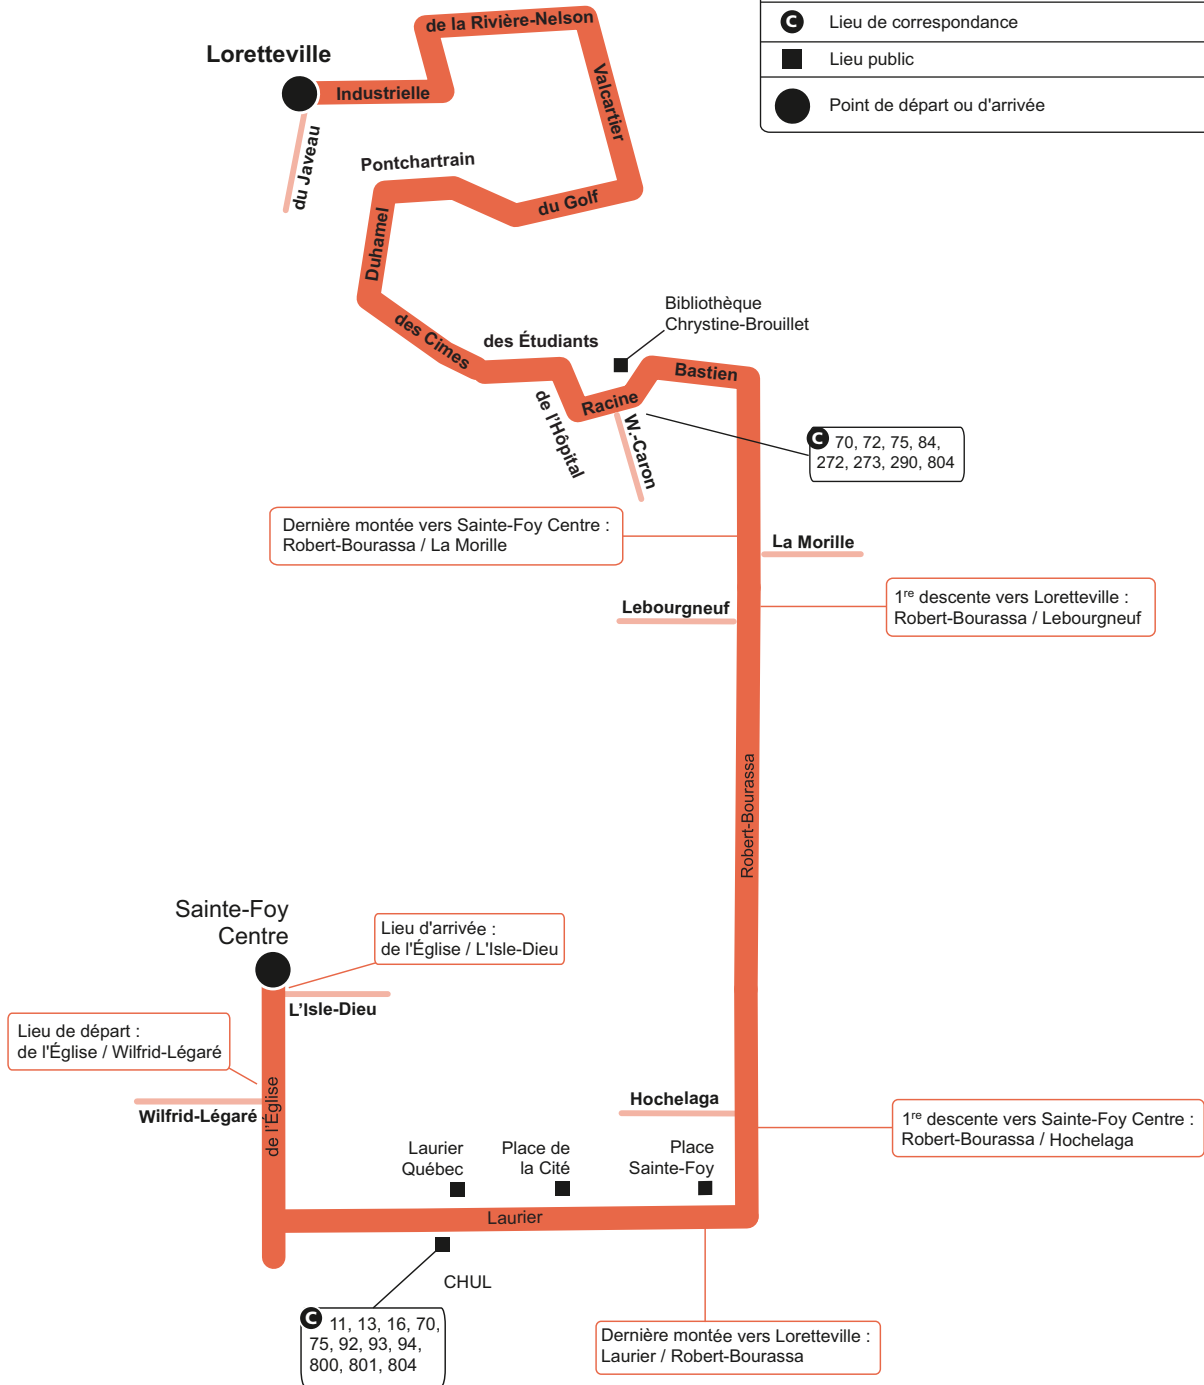 C Lieu de correspondance
Lieu public
Point de départ ou d'arrivée
Loretteville
de la Rivière-Nelson
Industrielle
Valcartier
du Javeau
Pontchartrain
du Golf
Duhamel
des Cimes
des Étudiants
Bibliothèque
Chrystine-Brouillet
Bastien
Racine
de l'Hôpital
W.-Caron
C 70, 72, 75, 84,
272, 273, 290, 804
Dernière montée vers Sainte-Foy Centre :
Robert-Bourassa / La Morille
La Morille
Lebourgneuf
1re descente vers Loretteville :
Robert-Bourassa / Lebourgneuf
Robert-Bourassa
Sainte-Foy
Centre
Lieu d'arrivée :
de l'Église / L'Isle-Dieu
L'Isle-Dieu
Lieu de départ :
de l'Église / Wilfrid-Légaré
Wilfrid-Légaré
de l'Église
Hochelaga
1re descente vers Sainte-Foy Centre :
Robert-Bourassa / Hochelaga
Laurier
Québec
Place de
la Cité
Place
Sainte-Foy
Laurier
CHUL
C 11, 13, 16, 70,
75, 92, 93, 94,
800, 801, 804
Dernière montée vers Loretteville :
Laurier / Robert-Bourassa